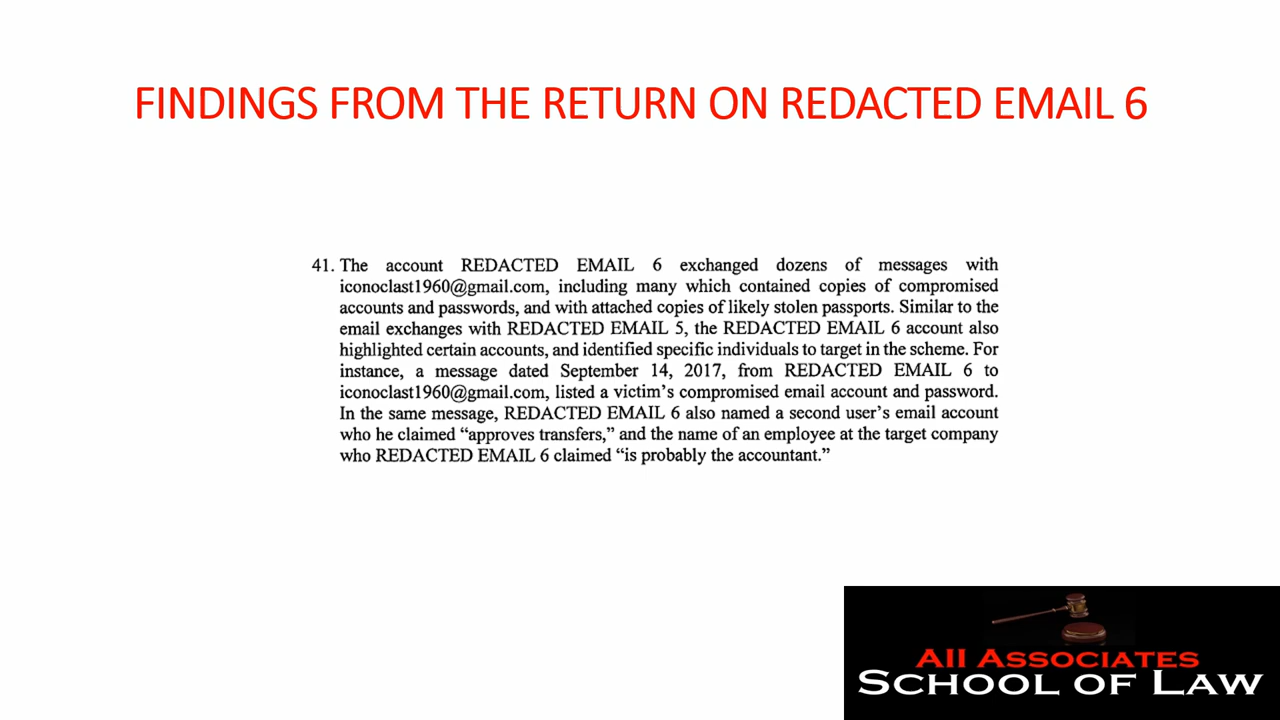 FINDINGS FROM THE RETURN ON REDACTED EMAIL 6
41. The account REDACTED EMAIL 6 exchanged dozens of messages with
iconoclast1960@gmail.com, including many which contained copies of compromised
accounts and passwords, and with attached copies of likely stolen passports. Similar to the
email exchanges with REDACTED EMAIL 5, the REDACTED EMAIL 6 account also
highlighted certain accounts, and identified specific individuals to target in the scheme. For
instance, a message dated September 14, 2017, from REDACTED EMAIL 6 to
iconoclast1960@gmail.com, listed a victim's compromised email account and password.
In the same message, REDACTED EMAIL 6 also named a second user's email account
who he claimed “approves transfers,” and the name of an employee at the target company
who REDACTED EMAIL 6 claimed “is probably the accountant.”
All Associates
School of Law